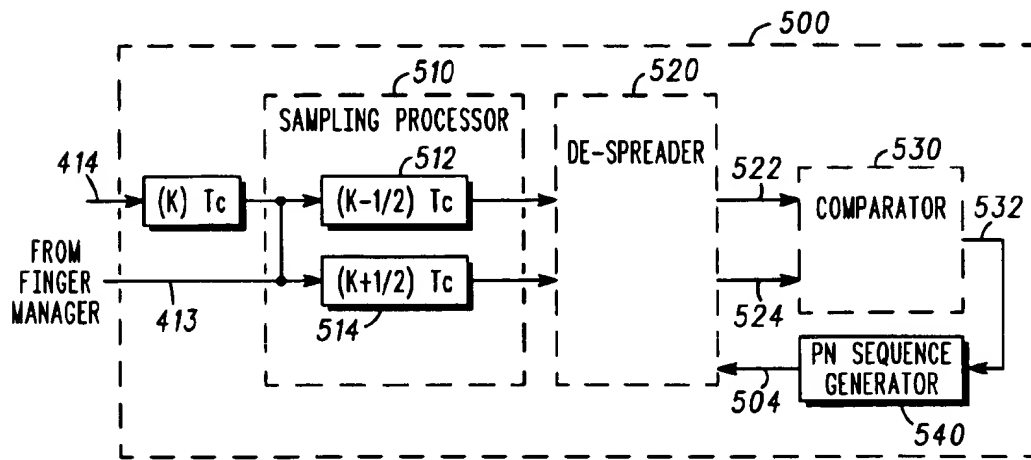 500
510
520
SAMPLING PROCESSOR
512
DE-SPREADER
530
414
(K) Tc
(K-1/2) Tc
522
COMPARATOR
532
FROM
FINGER
MANAGER
413
(K+1/2) Tc
514
524
PN SEQUENCE
GENERATOR
504
540